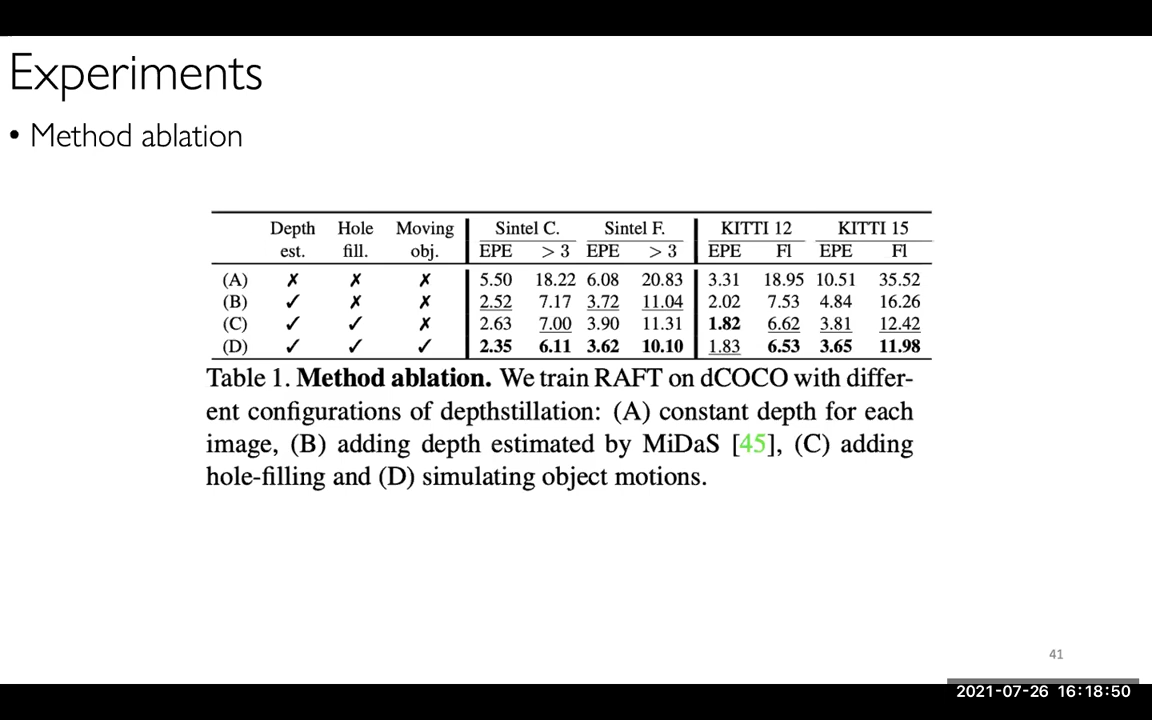 Experiments
• Method ablation
Depth Hole Moving Sintel C. Sintel F. KITTI 12 KITTI 15
est. fill. obj. EPE > 3 EPE > 3 EPE Fl EPE Fl
(A) ✗ ✗ ✗ 5.50 18.22 6.08 20.83 3.31 18.95 10.51 35.52
(B) ✓ ✗ ✗ 2.52 7.17 3.72 11.04 2.02 7.53 4.84 16.26
(C) ✓ ✓ ✗ 2.63 7.00 3.90 11.31 1.82 6.62 3.81 12.42
(D) ✓ ✓ ✓ 2.35 6.11 3.62 10.10 1.83 6.53 3.65 11.98
Table 1. Method ablation. We train RAFT on dCOCO with differ-
ent configurations of depthstillation: (A) constant depth for each
image, (B) adding depth estimated by MiDaS [45], (C) adding
hole-filling and (D) simulating object motions.
41
2021-07-26 16:18:50